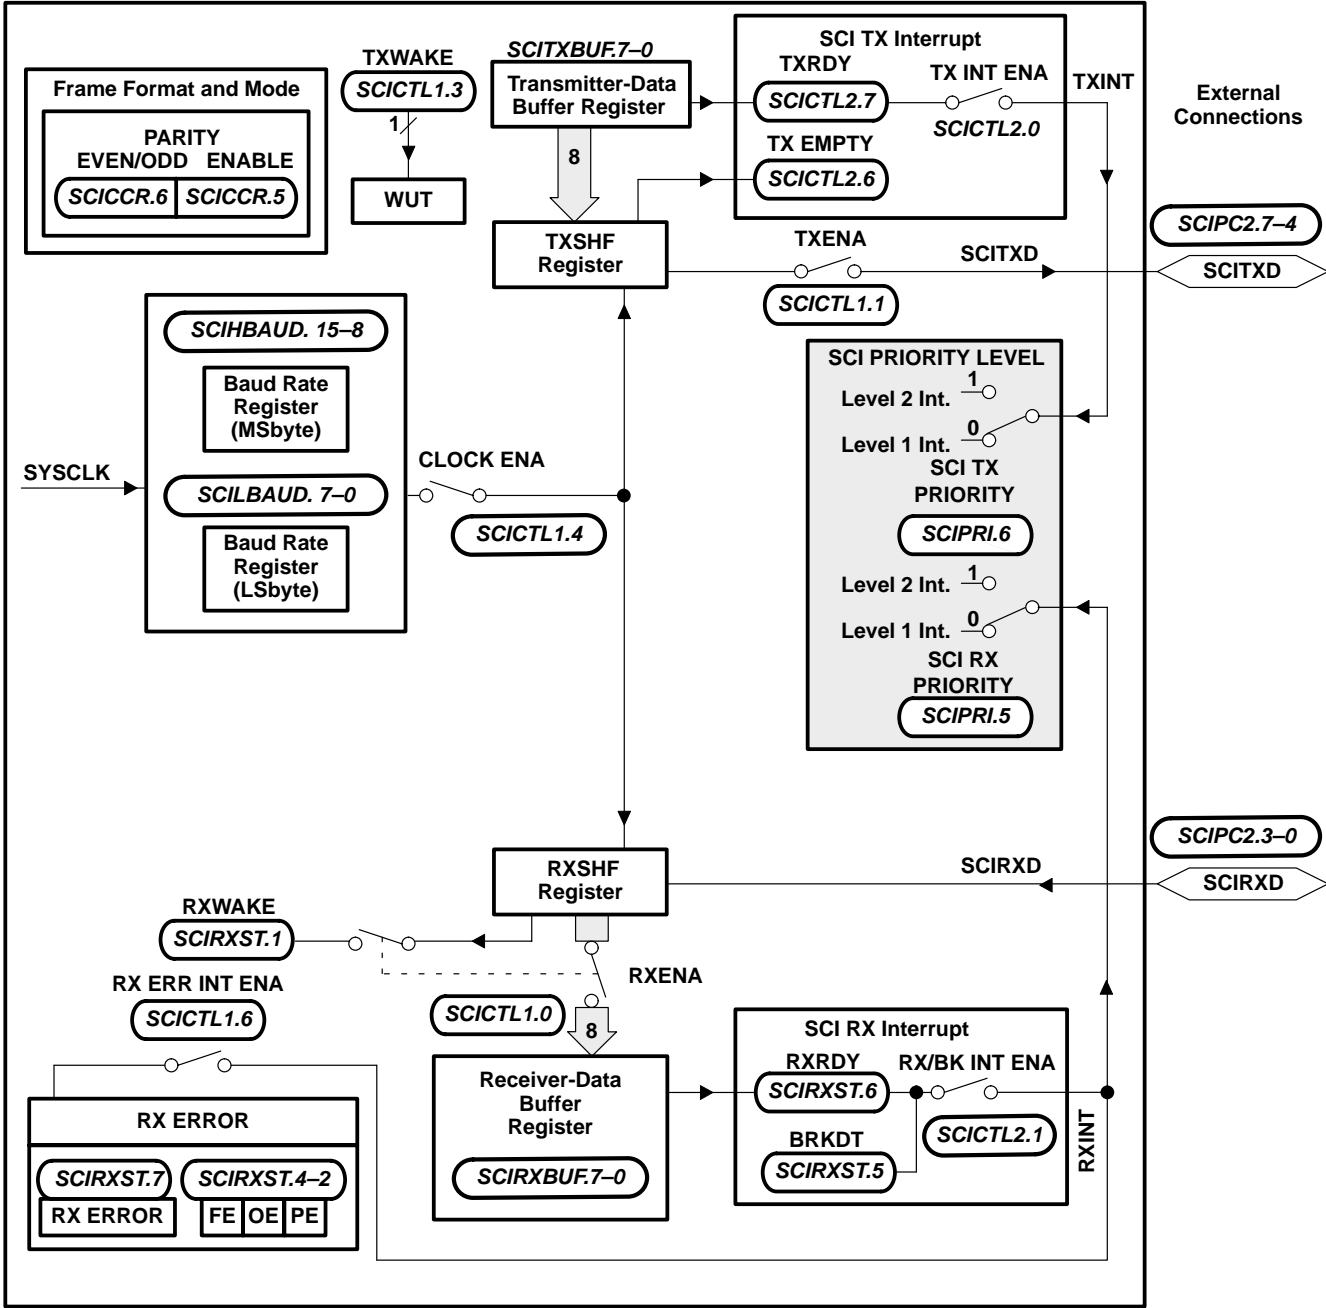 Frame Format and Mode
PARITY
EVEN/ODD ENABLE
SCICCR.6 SCICCR.5
TXWAKE
SCICTL1.3
1
WUT
SCITXBUF.7–0
Transmitter-Data
Buffer Register
8
TXSHF
Register
SCI TX Interrupt
TXRDY
SCICTL2.7
TX INT ENA
SCICTL2.0
TX EMPTY
SCICTL2.6
TXINT
External
Connections
TXENA
SCICTL1.1
SCITXD
SCIPC2.7–4
SCITXD
SCIHBAUD. 15–8
Baud Rate
Register
(MSbyte)
SYSCLK
SCILBAUD. 7–0
Baud Rate
Register
(LSbyte)
CLOCK ENA
SCICTL1.4
SCI PRIORITY LEVEL
1
Level 2 Int.
0
Level 1 Int.
SCI TX
PRIORITY
SCIPRI.6
1
Level 2 Int.
0
Level 1 Int.
SCI RX
PRIORITY
SCIPRI.5
RXSHF
Register
SCIRXD
SCIPC2.3–0
SCIRXD
RXWAKE
SCIRXST.1
RXENA
SCICTL1.0
8
RX ERR INT ENA
SCICTL1.6
RX ERROR
SCIRXST.7 SCIRXST.4–2
RX ERROR FE OE PE
Receiver-Data
Buffer
Register
SCIRXBUF.7–0
SCI RX Interrupt
RXRDY
SCIRXST.6
RX/BK INT ENA
SCICTL2.1
BRKDT
SCIRXST.5
RXINT